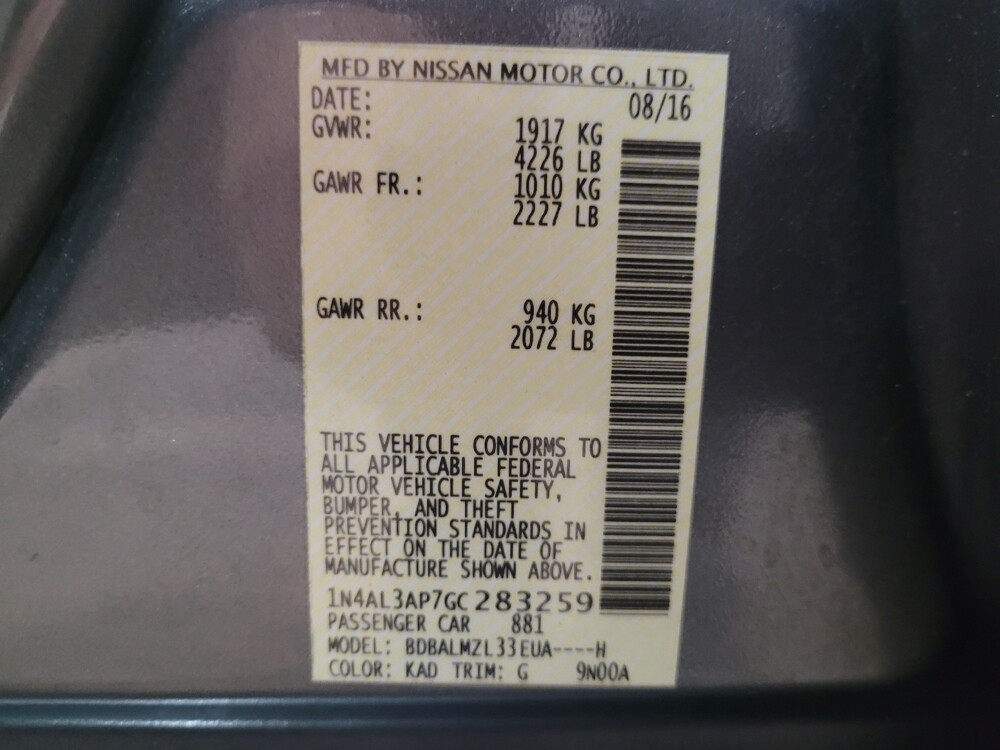 MFD BY NISSAN MOTOR CO., LTD.
DATE: 08/16
GVWR: 1917 KG
4226 LB
GAWR FR.: 1010 KG
2227 LB
GAWR RR.: 940 KG
2072 LB
THIS VEHICLE CONFORMS TO
ALL APPLICABLE FEDERAL
MOTOR VEHICLE SAFETY,
BUMPER, AND THEFT
PREVENTION STANDARDS IN
EFFECT ON THE DATE OF
MANUFACTURE SHOWN ABOVE.
1N4AL3AP7GC283259
PASSENGER CAR 881
MODEL: BDBALMZL33EUA----H
COLOR: KAD TRIM: G 9N00A